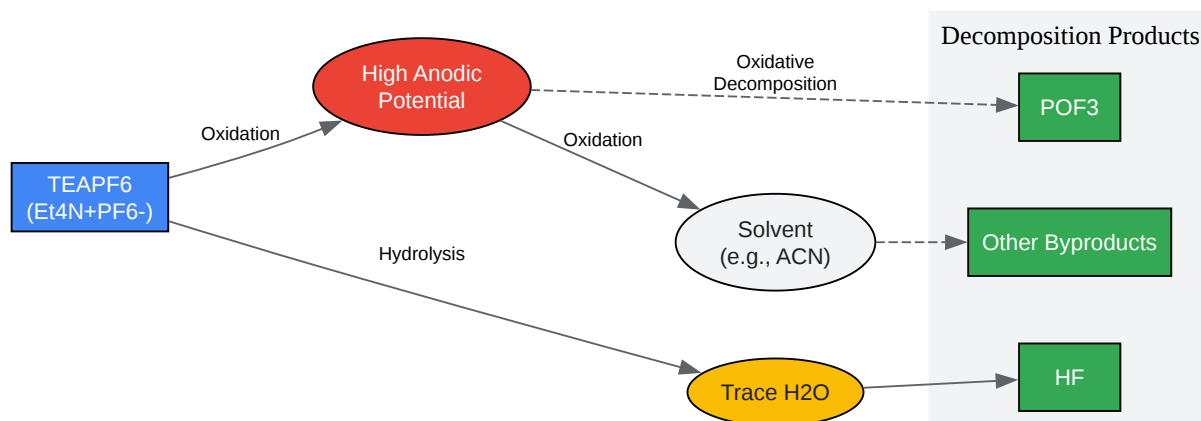 Decomposition Products
High Anodic
Potential
Oxidative
Decomposition
POF3
Oxidation
Oxidation
TEAPF6
(Et4N+PF6-)
Solvent
(e.g., ACN)
Other Byproducts
Hydrolysis
Trace H2O
HF